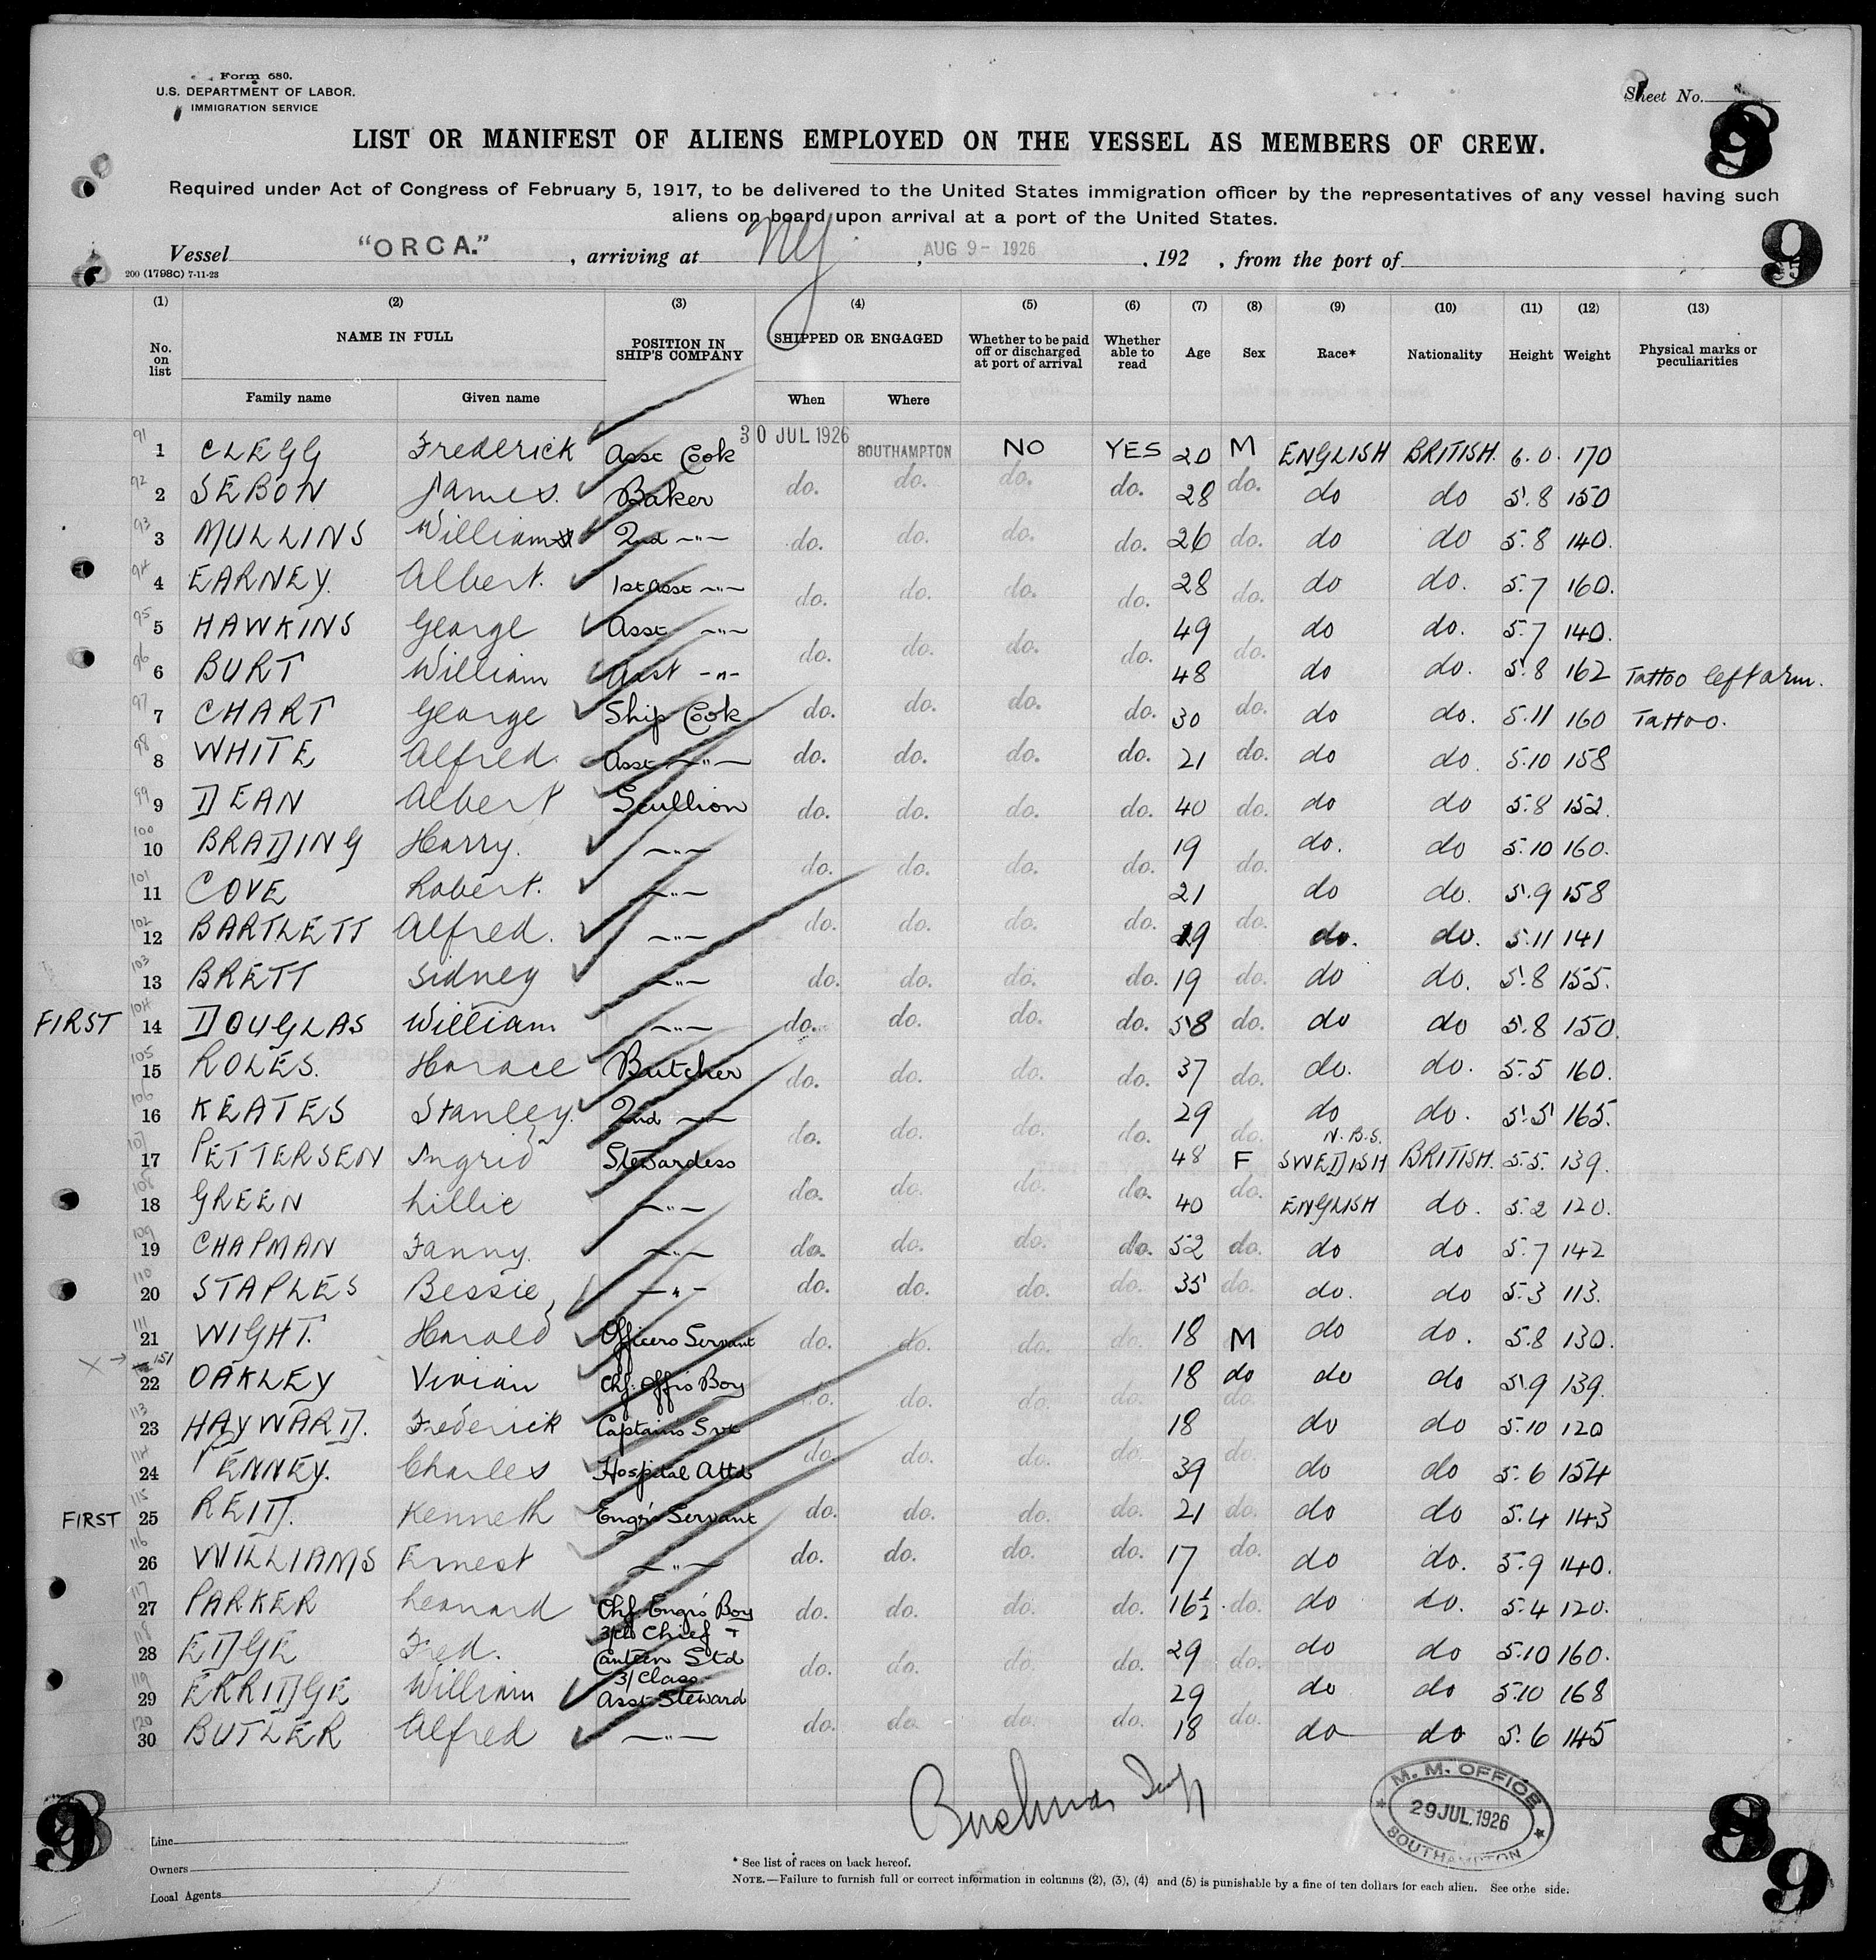 Form 680.
U.S. DEPARTMENT OF LABOR.
IMMIGRATION SERVICE
Sheet No.
9
LIST OR MANIFEST OF ALIENS EMPLOYED ON THE VESSEL AS MEMBERS OF CREW.
Required under Act of Congress of February 5, 1917, to be delivered to the United States immigration officer by the representatives of any vessel having such
aliens on board upon arrival at a port of the United States.
Vessel "ORCA." , arriving at NY , AUG 9 - 1926 , 192 , from the port of
9
200 (1798c) 7-11-23
(1) (2) (3) (4) (5) (6) (7) (8) (9) (10) (11) (12) (13)
No. on list NAME IN FULL POSITION IN SHIP'S COMPANY SHIPPED OR ENGAGED Whether to be paid off or discharged at port of arrival Whether able to read Age Sex Race* Nationality Height Weight Physical marks or peculiarities
Family name Given name When Where
91 1 CLEGG Frederick Asst Cook 30 JUL 1926 SOUTHAMPTON NO YES 20 M ENGLISH BRITISH. 6.0. 170
92 2 SEBON James. Baker do. do. do. do. 28 do. do do 5.8 150
93 3 MULLINS William 2nd -"- do. do. do. do. 26 do. do do 5.8 140.
94 4 EARNEY. Albert. 1st Asst -"- do. do. do. do. 28 do. do do. 5.7 160.
95 5 HAWKINS George Asst -"- 49 do do. 5.7 140.
96 6 BURT William Asst -"- do. do. do. do. 48 do. do do. 5.8 162 Tattoo left arm.
97 7 CHART George Ship Cook do. do. do. do. 30 do. do do. 5.11 160 Tattoo.
98 8 WHITE Alfred. Asst -"- do. do. do. do. 21 do. do do. 5.10 158
99 9 DEAN Albert Scullion do. do. do. do. 40 do. do do 5.8 152.
100 10 BRADING Harry. -"- do. do. do. do. 19 do. do. do 5.10 160.
101 11 COVE Robert. -"- 21 do do. 5.9 158
102 12 BARTLETT Alfred. -"- do. do. do. do. 19 do. do. do. 5.11 141
103 13 BRETT Sidney -"- do. do. do. do. 19 do. do do. 5.8 155.
FIRST 104 14 DOUGLAS William -"- do. do. do. do. 58 do. do do 5.8 150.
105 15 ROLES. Horace Butcher do. do. do. do. 37 do. do. do. 5.5 160.
106 16 KEATES Stanley. 2nd -"- 29 do do. 5.5 165.
107 17 PETTERSEN Ingrid Stewardess do. do. do. do. 48 do. F N.B.S. SWEDISH BRITISH. 5.5. 139.
108 18 GREEN Lillie -"- do. do. do. do. 40 do. ENGLISH do. 5.2 120.
109 19 CHAPMAN Fanny. -"- do. do. do. do. 52 do. do do 5.7 142
110 20 STAPLES Bessie, -"- do. do. do. do. 35 do. do. do 5.3 113.
111 21 WIGHT. Harold Officers Servant do. do. do. do. 18 M do do. 5.8 130.
X → 151 22 OAKLEY Vivian Chf. Offrs Boy do. do. do. do. 18 do do. do do 5.9 139.
113 23 HAYWARD. Frederick Captains Svt 18 do do 5.10 120
114 24 PENNEY. Charles Hospital Attd do. do. do. do. 39 do. do do 5.6 154
FIRST 115 25 REID. Kenneth Engrs Servant do. do. do. do. 21 do. do do 5.4 143
116 26 WILLIAMS Ernest -"- do. do. do. do. 17 do. do do. 5.9 140.
117 27 PARKER Leonard Chf. Engrs Boy do. do. do. do. 16½ do. do do. 5.4 120.
118 28 EDGE Fred. 3/Cls Chief + Canteen Std do. do. do. do. 29 do. do do 5.10 160.
119 29 ERRIDGE William 3/Class Asst Steward 29 do do 5.10 168
120 30 BUTLER Alfred -"- do. do. do. do. 18 do. do do 5.6 145
M. M. OFFICE
29 JUL. 1926
SOUTHAMPTON
9
8
9
Line
Owners
Local Agents
* See list of races on back hereof.
NOTE.—Failure to furnish full or correct information in columns (2), (3), (4) and (5) is punishable by a fine of ten dollars for each alien. See othe side.